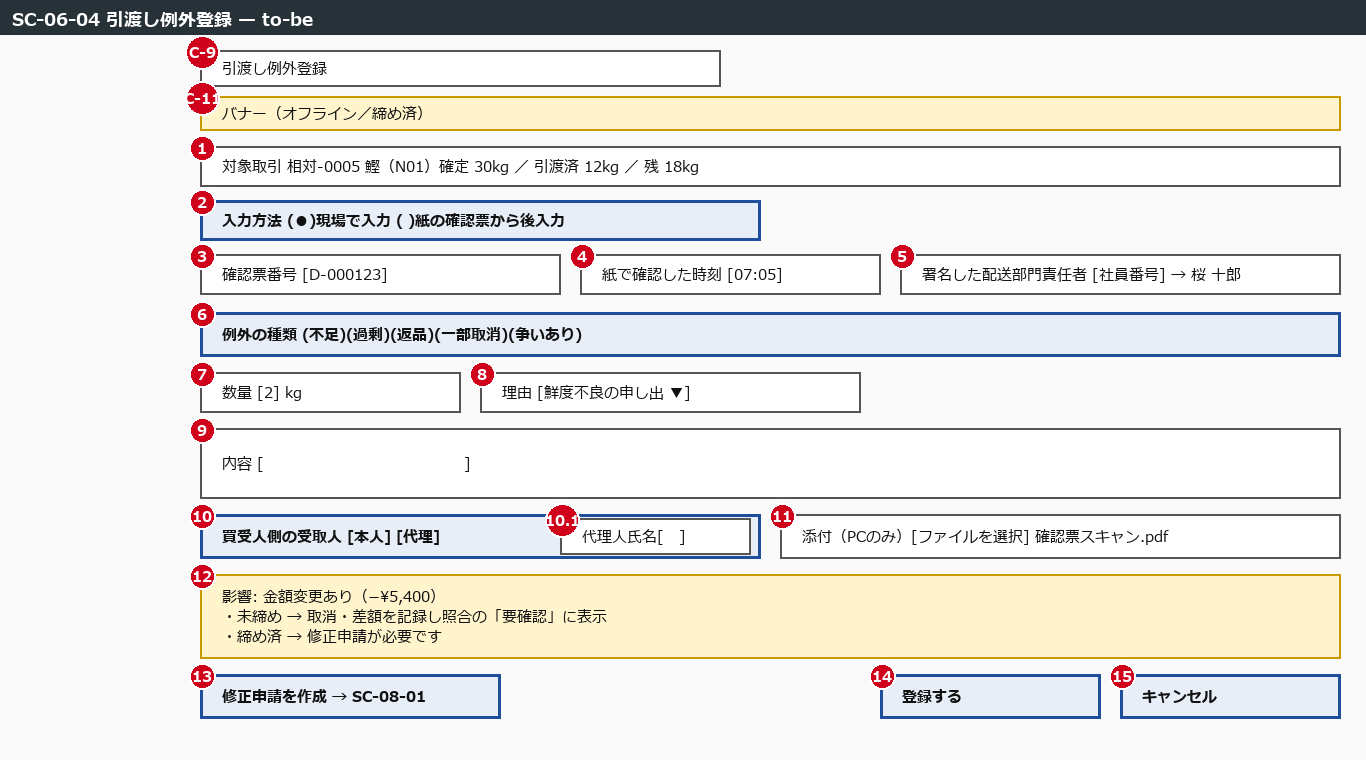 SC-06-04 引渡し例外登録 — to-be
C-9
引渡し例外登録
C-11
バナー（オフライン／締め済）
1
対象取引 相対-0005 鰹（N01）確定 30kg ／ 引渡済 12kg ／ 残 18kg
2
入力方法 (●)現場で入力 ( )紙の確認票から後入力
3
確認票番号 [D-000123]
4
紙で確認した時刻 [07:05]
5
署名した配送部門責任者 [社員番号] → 桜 十郎
6
例外の種類 (不足)(過剰)(返品)(一部取消)(争いあり)
7
数量 [2] kg
8
理由 [鮮度不良の申し出 ▼]
9
内容 [ ]
10
買受人側の受取人 [本人] [代理]
10.1
代理人氏名[ ]
11
添付（PCのみ）[ファイルを選択] 確認票スキャン.pdf
12
影響: 金額変更あり（−¥5,400）
・未締め → 取消・差額を記録し照合の「要確認」に表示
・締め済 → 修正申請が必要です
13
修正申請を作成 → SC-08-01
14
登録する
15
キャンセル